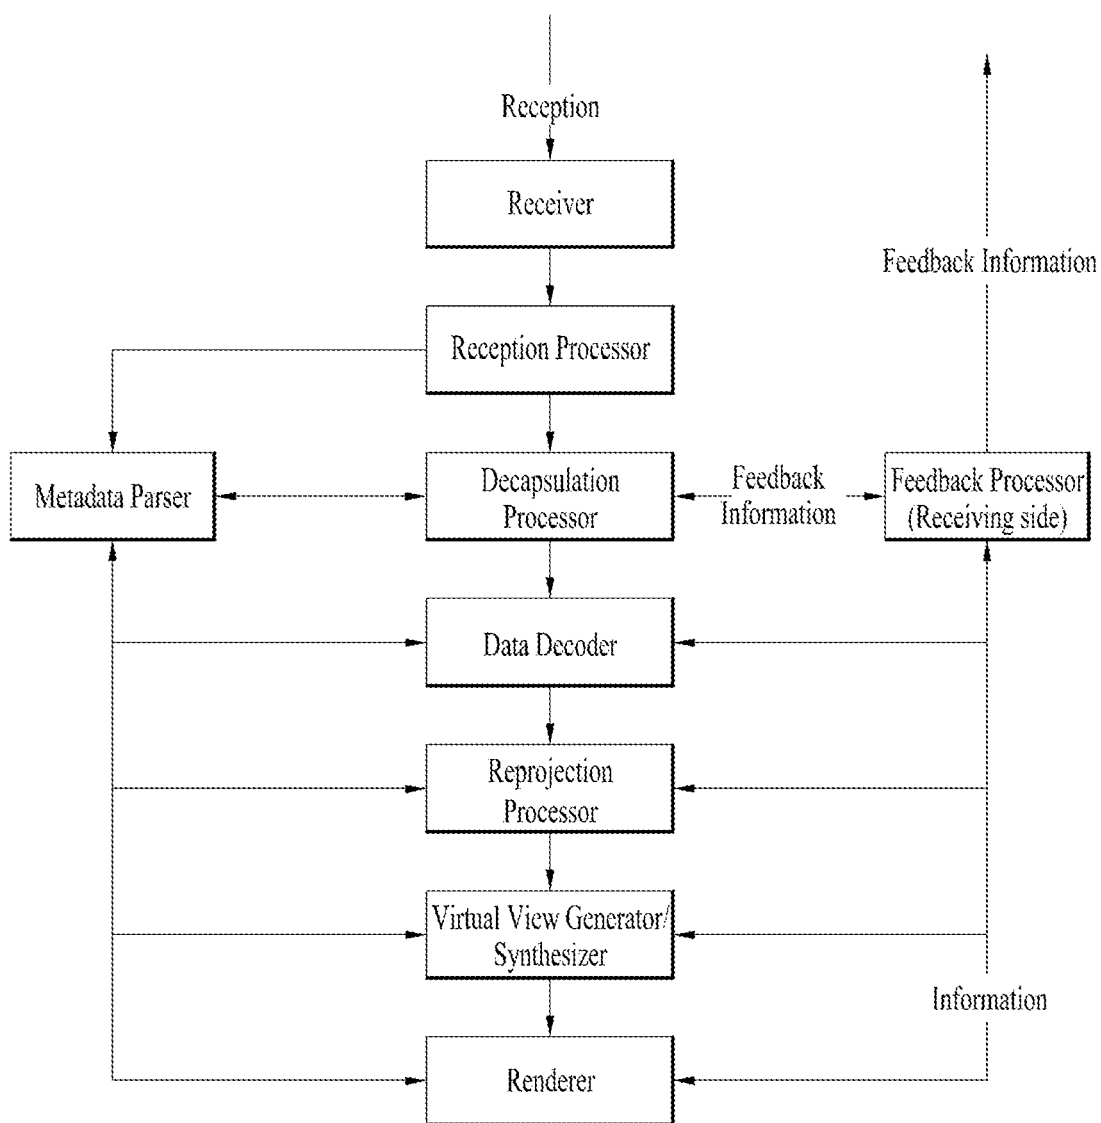 Reception
Receiver
Feedback Information
Reception Processor
Metadata Parser
Decapsulation
Processor
Feedback
Information
Feedback Processor
(Receiving side)
Data Decoder
Reprojection
Processor
Virtual View Generator/
Synthesizer
Information
Renderer